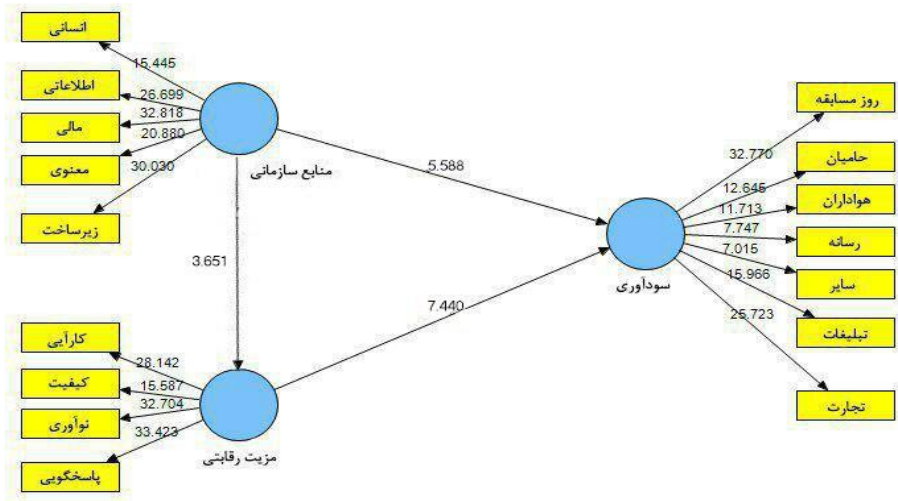 انسانی
15.445
اطلاعاتی
26.699
مالی
32.818
معنوی
20.880
زیرساخت
30.030
منابع سازمانی
5.588
3.651
7.440
کارآیی
28.142
کیفیت
15.587
نوآوری
32.704
پاسخگویی
33.423
مزیت رقابتی
سودآوری
روز مسابقه
32.770
حامیان
12.645
هواداران
11.713
رسانه
7.747
سایر
7.015
تبلیغات
15.966
تجارت
25.723